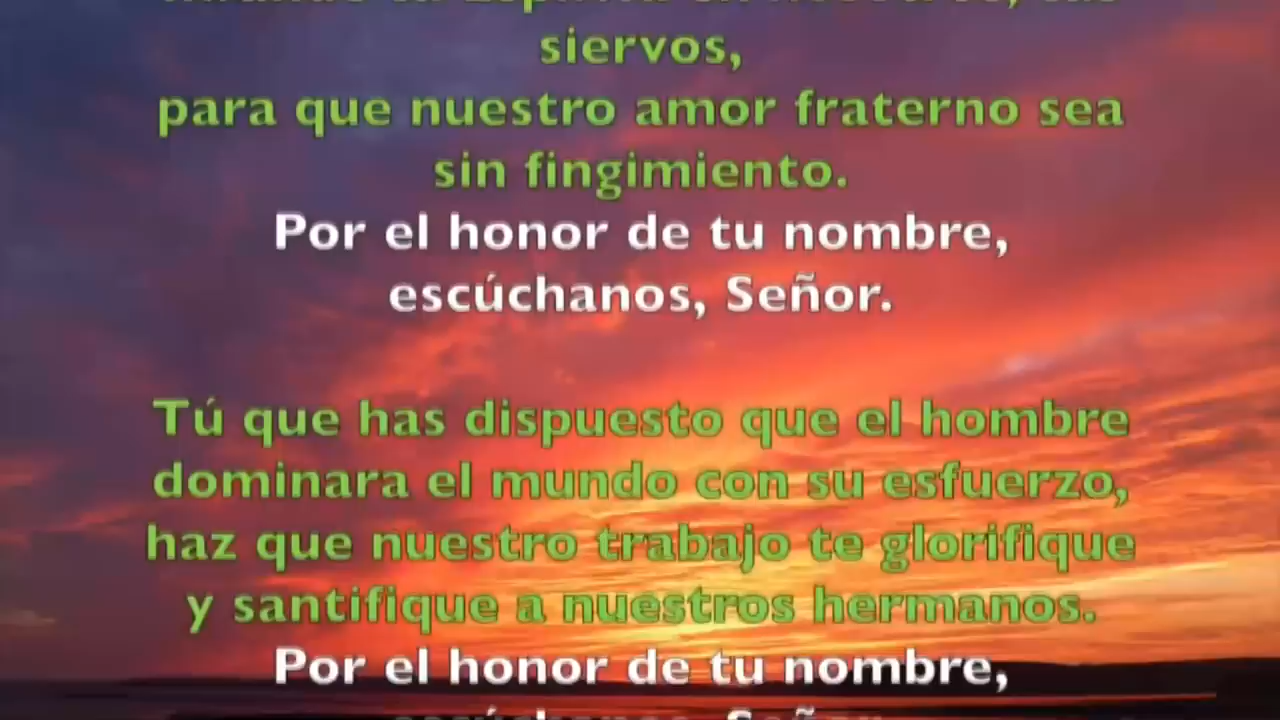 siervos,
para que nuestro amor fraterno sea
sin fingimiento.
Por el honor de tu nombre,
escúchanos, Señor.
Tú que has dispuesto que el hombre
dominara el mundo con su esfuerzo,
haz que nuestro trabajo te glorifique
y santifique a nuestros hermanos.
Por el honor de tu nombre,
escúchanos, Señor.